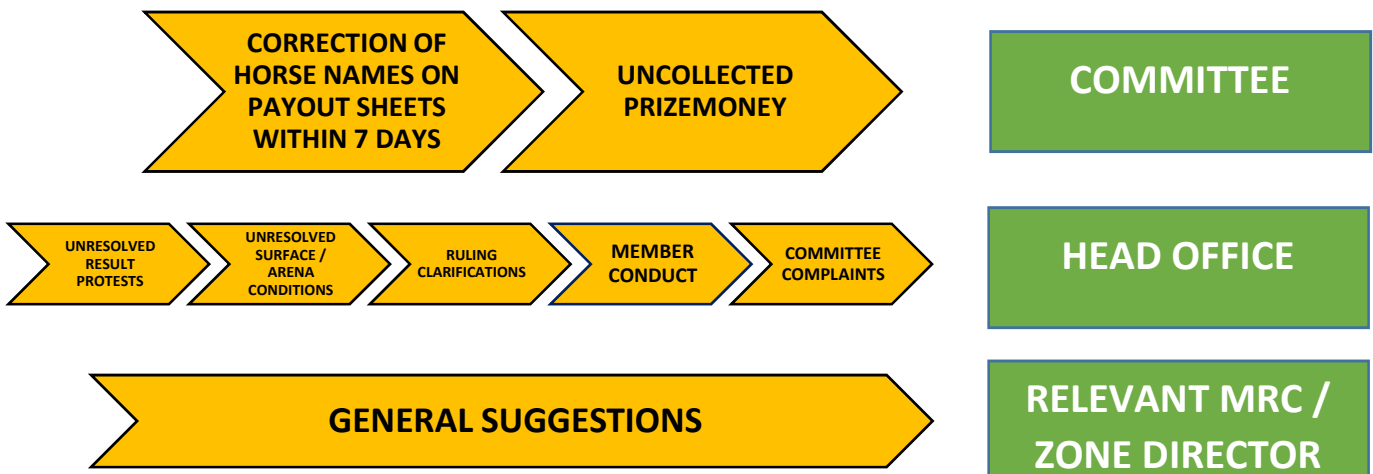 CORRECTION OF
HORSE NAMES ON
PAYOUT SHEETS
WITHIN 7 DAYS
UNCOLLECTED
PRIZEMONEY
COMMITTEE
UNRESOLVED
RESULT
PROTESTS
UNRESOLVED
SURFACE /
ARENA
CONDITIONS
RULING
CLARIFICATIONS
MEMBER
CONDUCT
COMMITTEE
COMPLAINTS
HEAD OFFICE
GENERAL SUGGESTIONS
RELEVANT MRC /
ZONE DIRECTOR